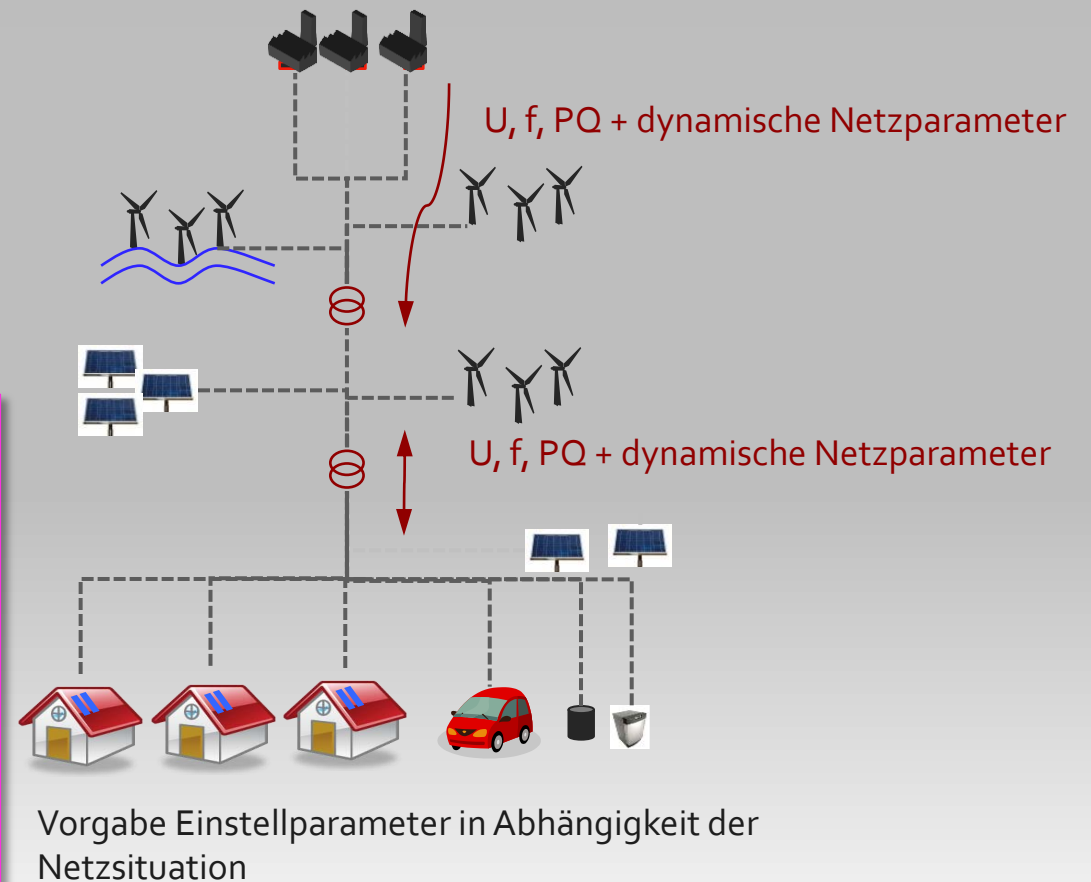 U, f, PQ + dynamische Netzparameter
U, f, PQ + dynamische Netzparameter
Vorgabe Einstellparameter in Abhängigkeit der
Netzsituation